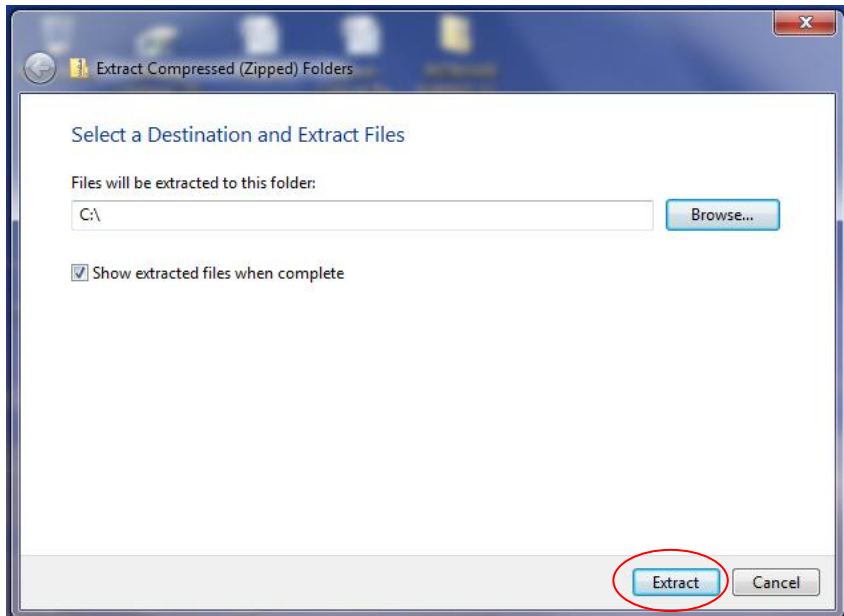 Extract Compressed (Zipped) Folders
Select a Destination and Extract Files
Files will be extracted to this folder:
C:\
Browse...
Show extracted files when complete
Extract
Cancel